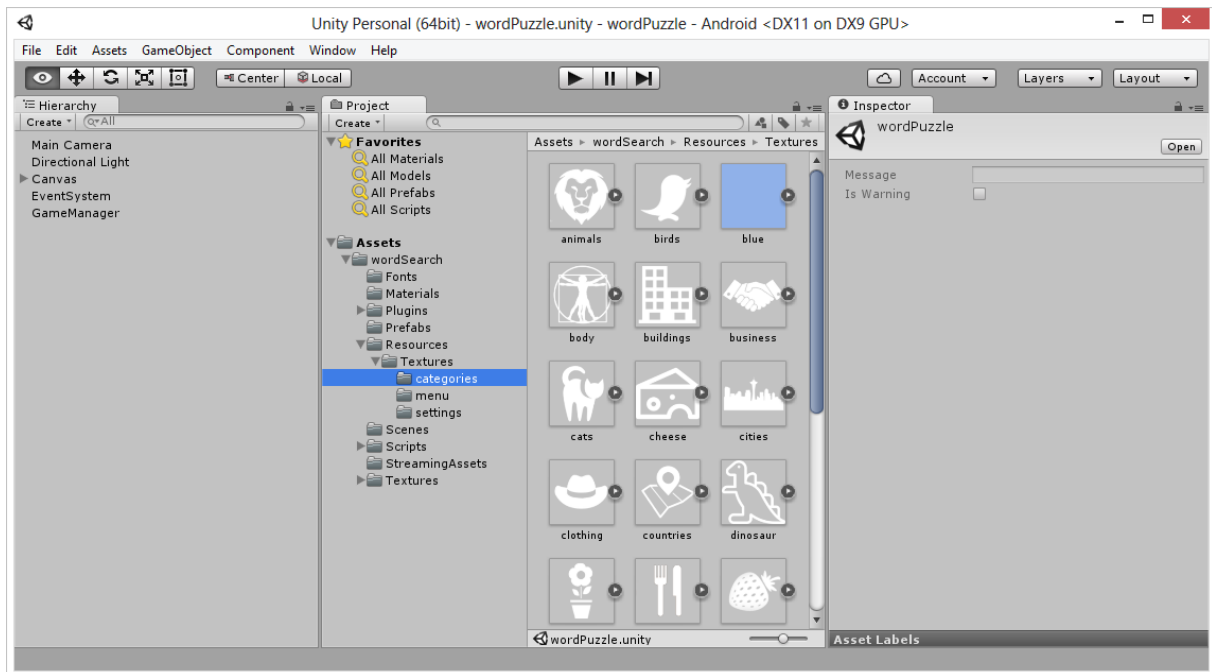 Unity Personal (64bit) - wordPuzzle.unity - wordPuzzle - Android <DX11 on DX9 GPU>
File Edit Assets GameObject Component Window Help
Center Local Account Layers Layout
Hierarchy
Create All
Main Camera
Directional Light
Canvas
EventSystem
GameManager
Project
Create
Favorites
All Materials
All Models
All Prefabs
All Scripts
Assets
wordSearch
Fonts
Materials
Plugins
Prefabs
Resources
Textures
categories
menu
settings
Scenes
Scripts
StreamingAssets
Textures
Assets wordSearch Resources Textures
animals birds blue
body buildings business
cats cheese cities
clothing countries dinosaur
wordPuzzle.unity
Inspector
wordPuzzle
Open
Message
Is Warning
Asset Labels